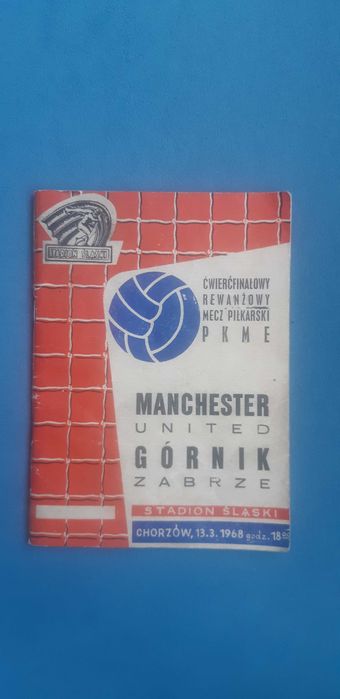 STADION ŚLĄSKI
ĆWIERĆFINAŁOWY
REWANŻOWY
MECZ PIŁKARSKI
PKME
MANCHESTER
UNITED
GÓRNIK
ZABRZE
STADION ŚLĄSKI
CHORZÓW, 13.3. 1968 godz. 18